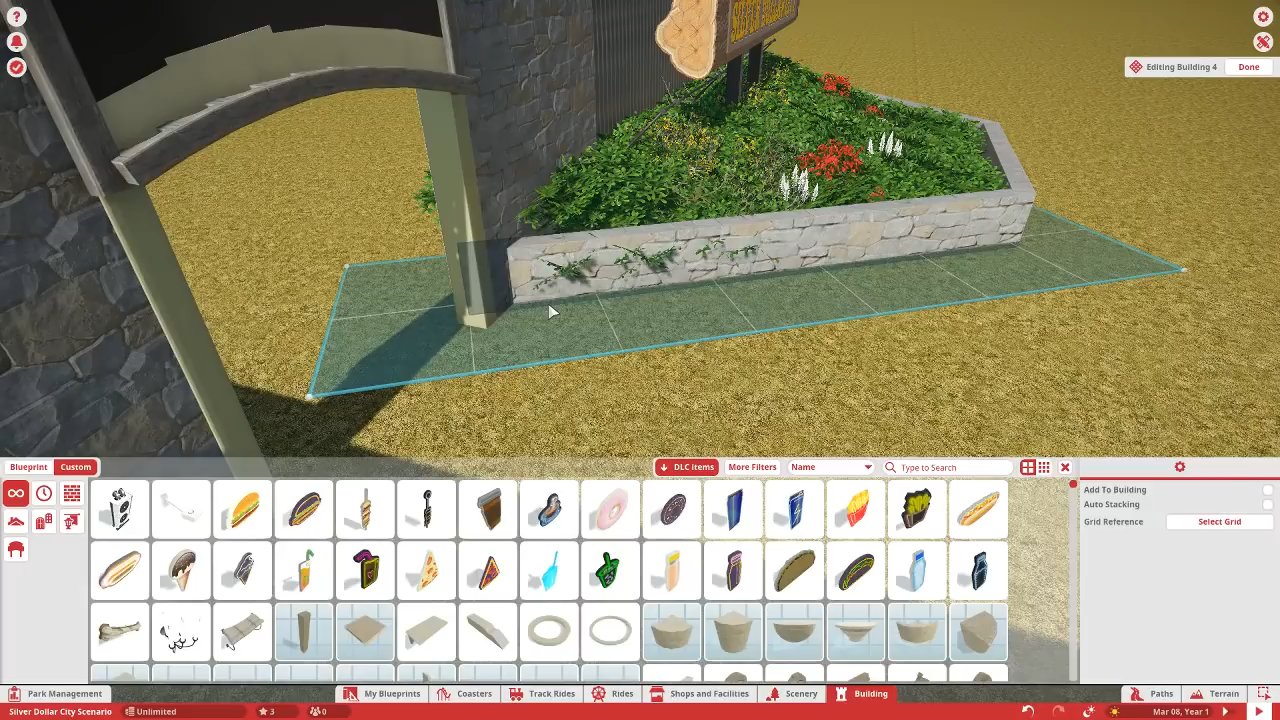 Editing Building 4
Done
Blueprint
Custom
DLC Items
More Filters
Name
Type to Search
Add To Building
Auto Stacking
Grid Reference
Select Grid
Park Management
My Blueprints
Coasters
Track Rides
Rides
Shops and Facilities
Scenery
Building
Paths
Terrain
Silver Dollar City Scenario
Unlimited
3
0
Mar 08, Year 1